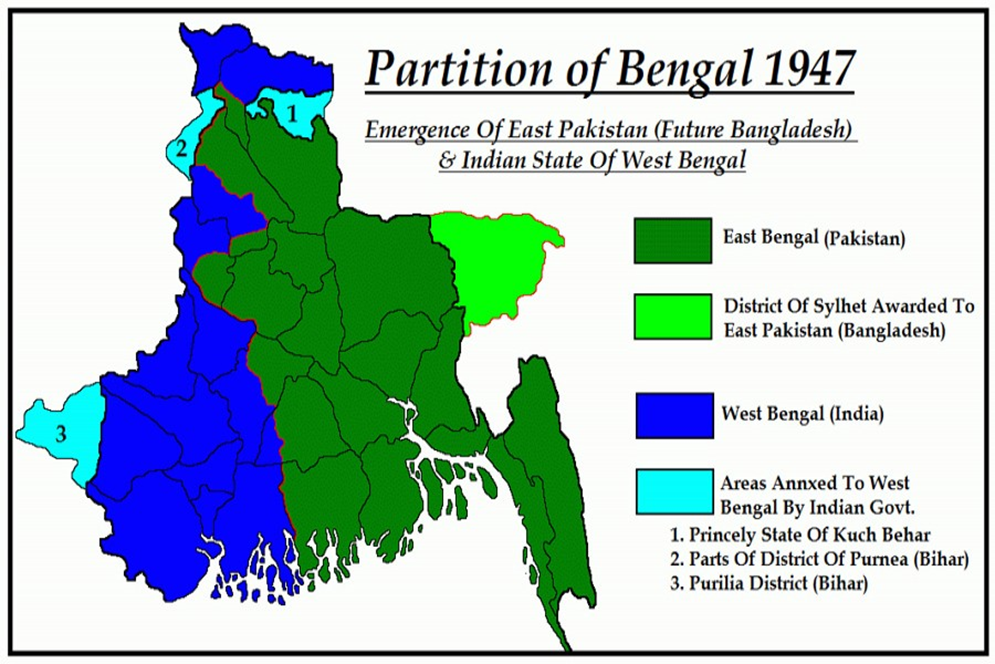 Partition of Bengal 1947
Emergence Of East Pakistan (Future Bangladesh)
& Indian State Of West Bengal
1
2
3
East Bengal (Pakistan)
District Of Sylhet Awarded To
East Pakistan (Bangladesh)
West Bengal (India)
Areas Annxed To West
Bengal By Indian Govt.
1. Princely State Of Kuch Behar
2. Parts Of District Of Purnea (Bihar)
3. Purilia District (Bihar)